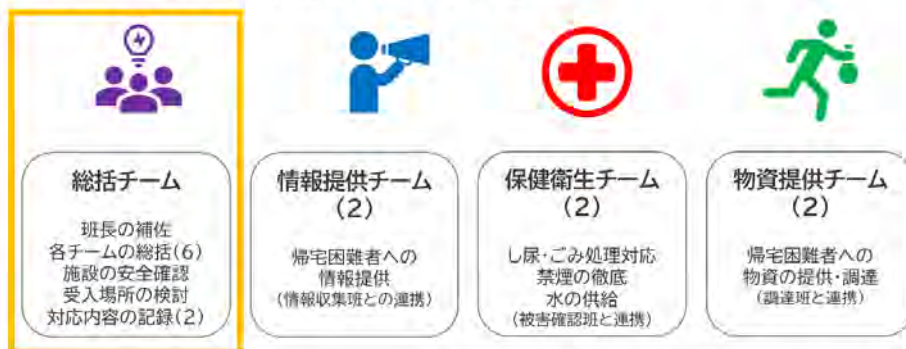 総括チーム
班長の補佐
各チームの総括(6)
施設の安全確認
受入場所の検討
対応内容の記録(2)
情報提供チーム
(2)
帰宅困難者への
情報提供
(情報収集班との連携)
保健衛生チーム
(2)
し尿・ごみ処理対応
禁煙の徹底
水の供給
(被害確認班と連携)
物資提供チーム
(2)
帰宅困難者への
物資の提供・調達
(調達班と連携)